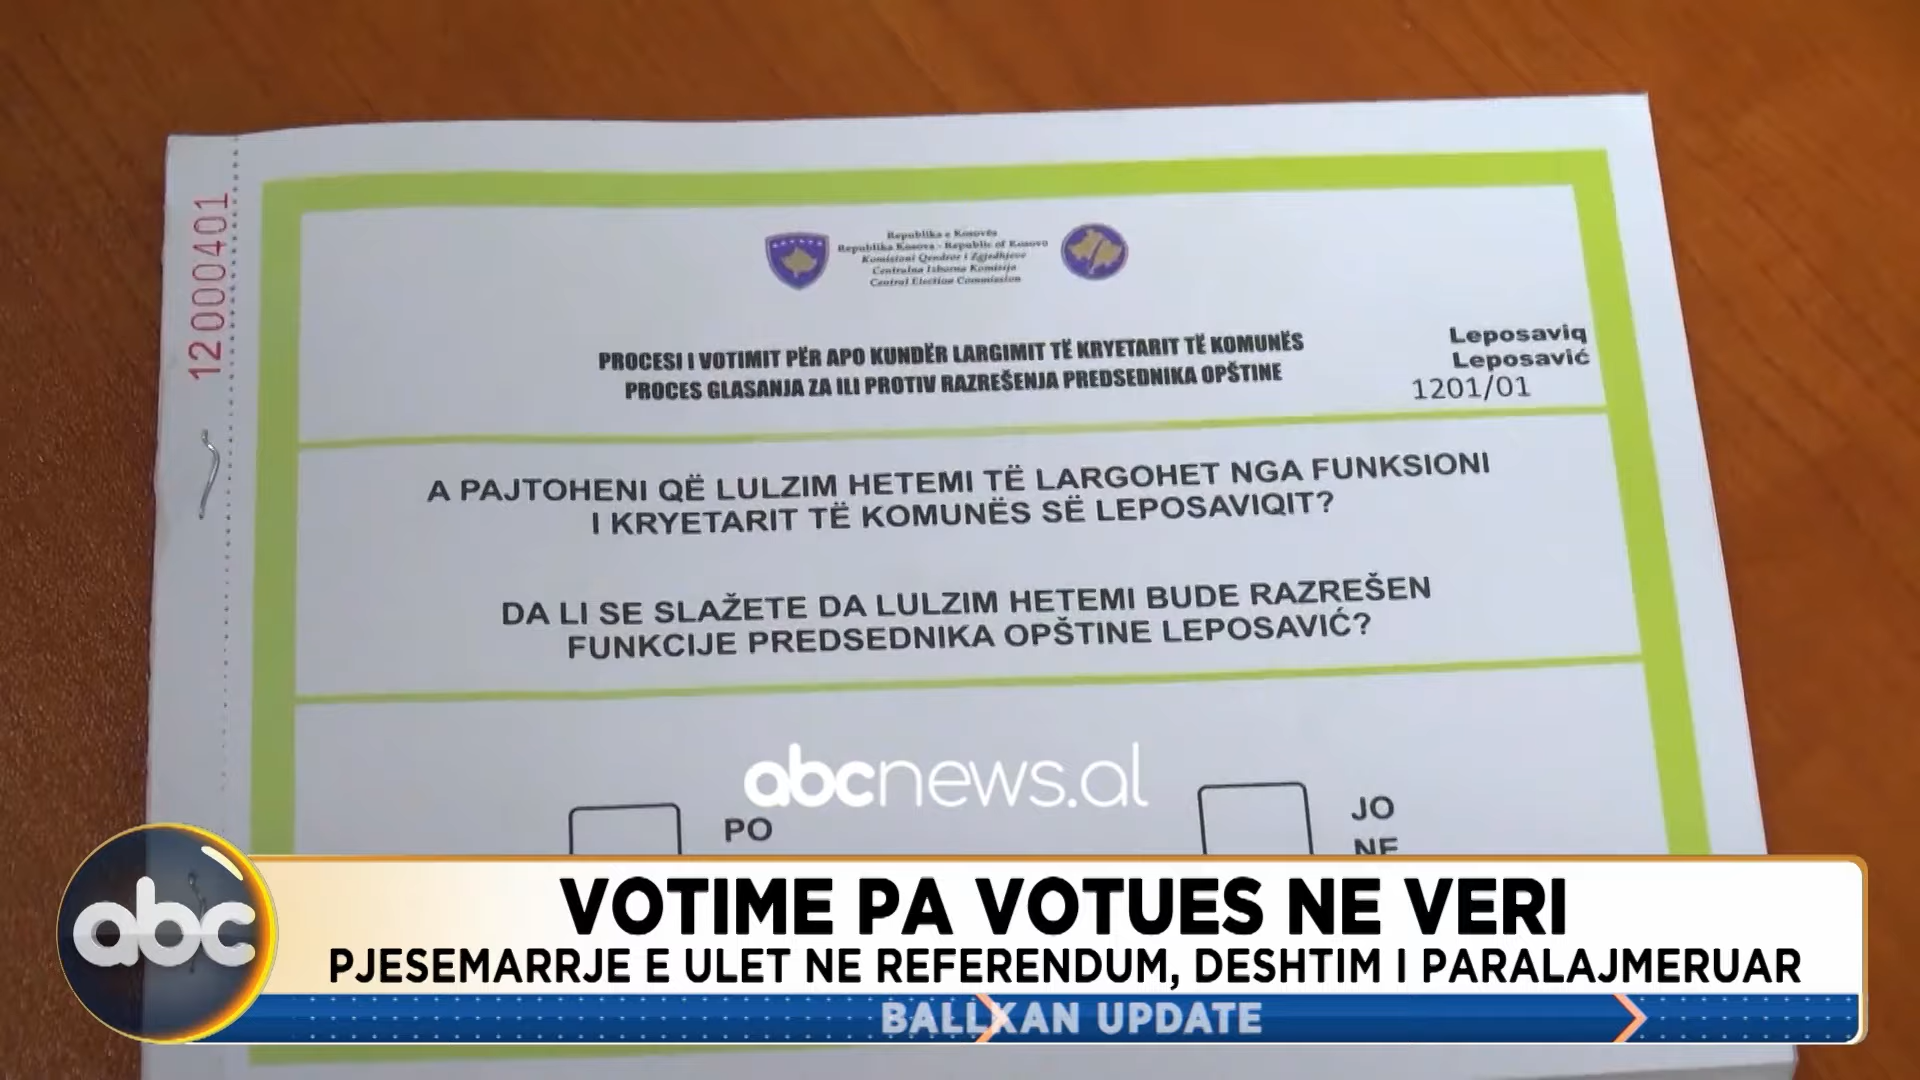 12000401
Republika e Kosovës
Republika Kosova - Republic of Kosovo
Komisioni Qendror i Zgjedhjeve
Centralna Izborna Komisija
Central Election Commission
PROCESI I VOTIMIT PËR APO KUNDËR LARGIMIT TË KRYETARIT TË KOMUNËS
PROCES GLASANJA ZA ILI PROTIV RAZREŠENJA PREDSEDNIKA OPŠTINE
Leposaviq
Leposavić
1201/01
A PAJTOHENI QË LULZIM HETEMI TË LARGOHET NGA FUNKSIONI
I KRYETARIT TË KOMUNËS SË LEPOSAVIQIT?
DA LI SE SLAŽETE DA LULZIM HETEMI BUDE RAZREŠEN
FUNKCIJE PREDSEDNIKA OPŠTINE LEPOSAVIĆ?
abcnews.al
PO
JO
NE
abc
VOTIME PA VOTUES NE VERI
PJESEMARRJE E ULET NE REFERENDUM, DESHTIM I PARALAJMERUAR
BALLKAN UPDATE